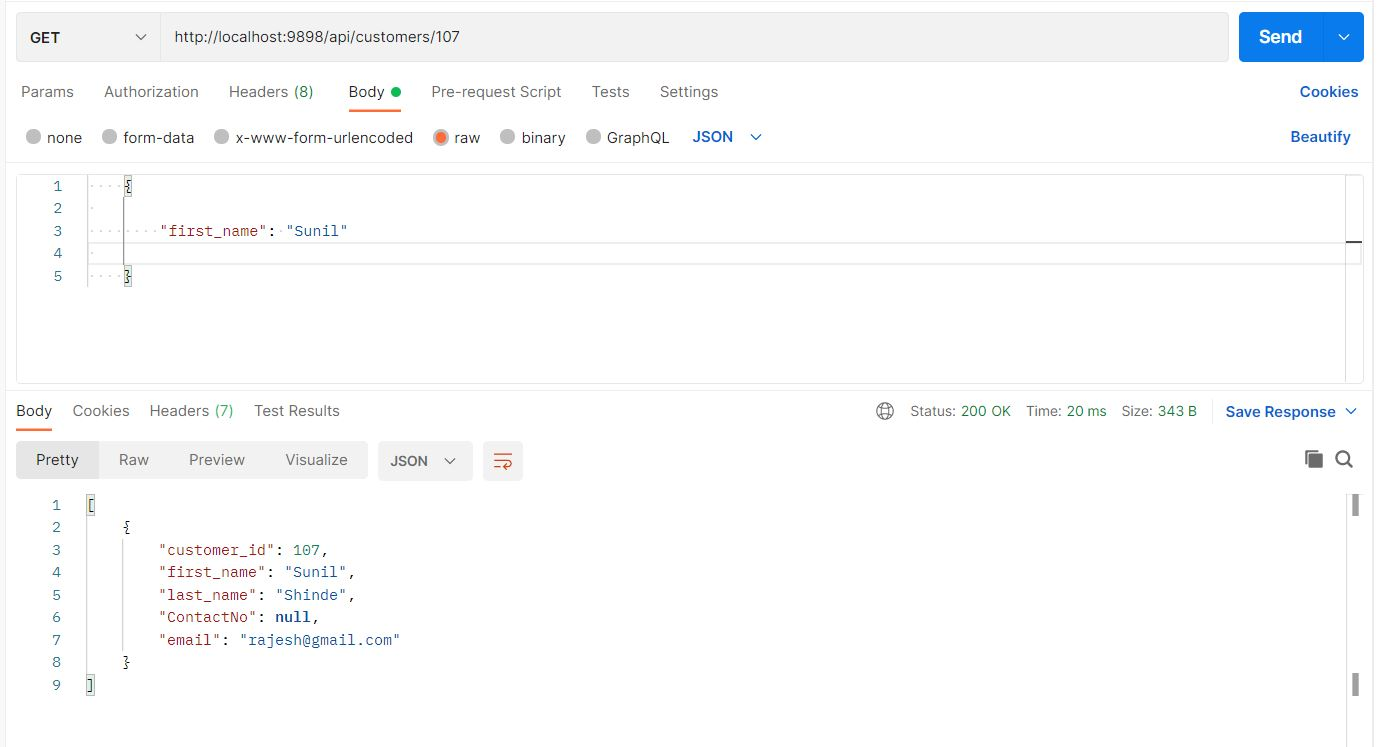 GET http://localhost:9898/api/customers/107 Send
Params Authorization Headers (8) Body Pre-request Script Tests Settings Cookies
none form-data x-www-form-urlencoded raw binary GraphQL JSON Beautify
1 {
2
3 "first_name": "Sunil"
4
5 }
Body Cookies Headers (7) Test Results Status: 200 OK Time: 20 ms Size: 343 B Save Response
Pretty Raw Preview Visualize JSON
1 [
2 {
3 "customer_id": 107,
4 "first_name": "Sunil",
5 "last_name": "Shinde",
6 "ContactNo": null,
7 "email": "rajesh@gmail.com"
8 }
9 ]